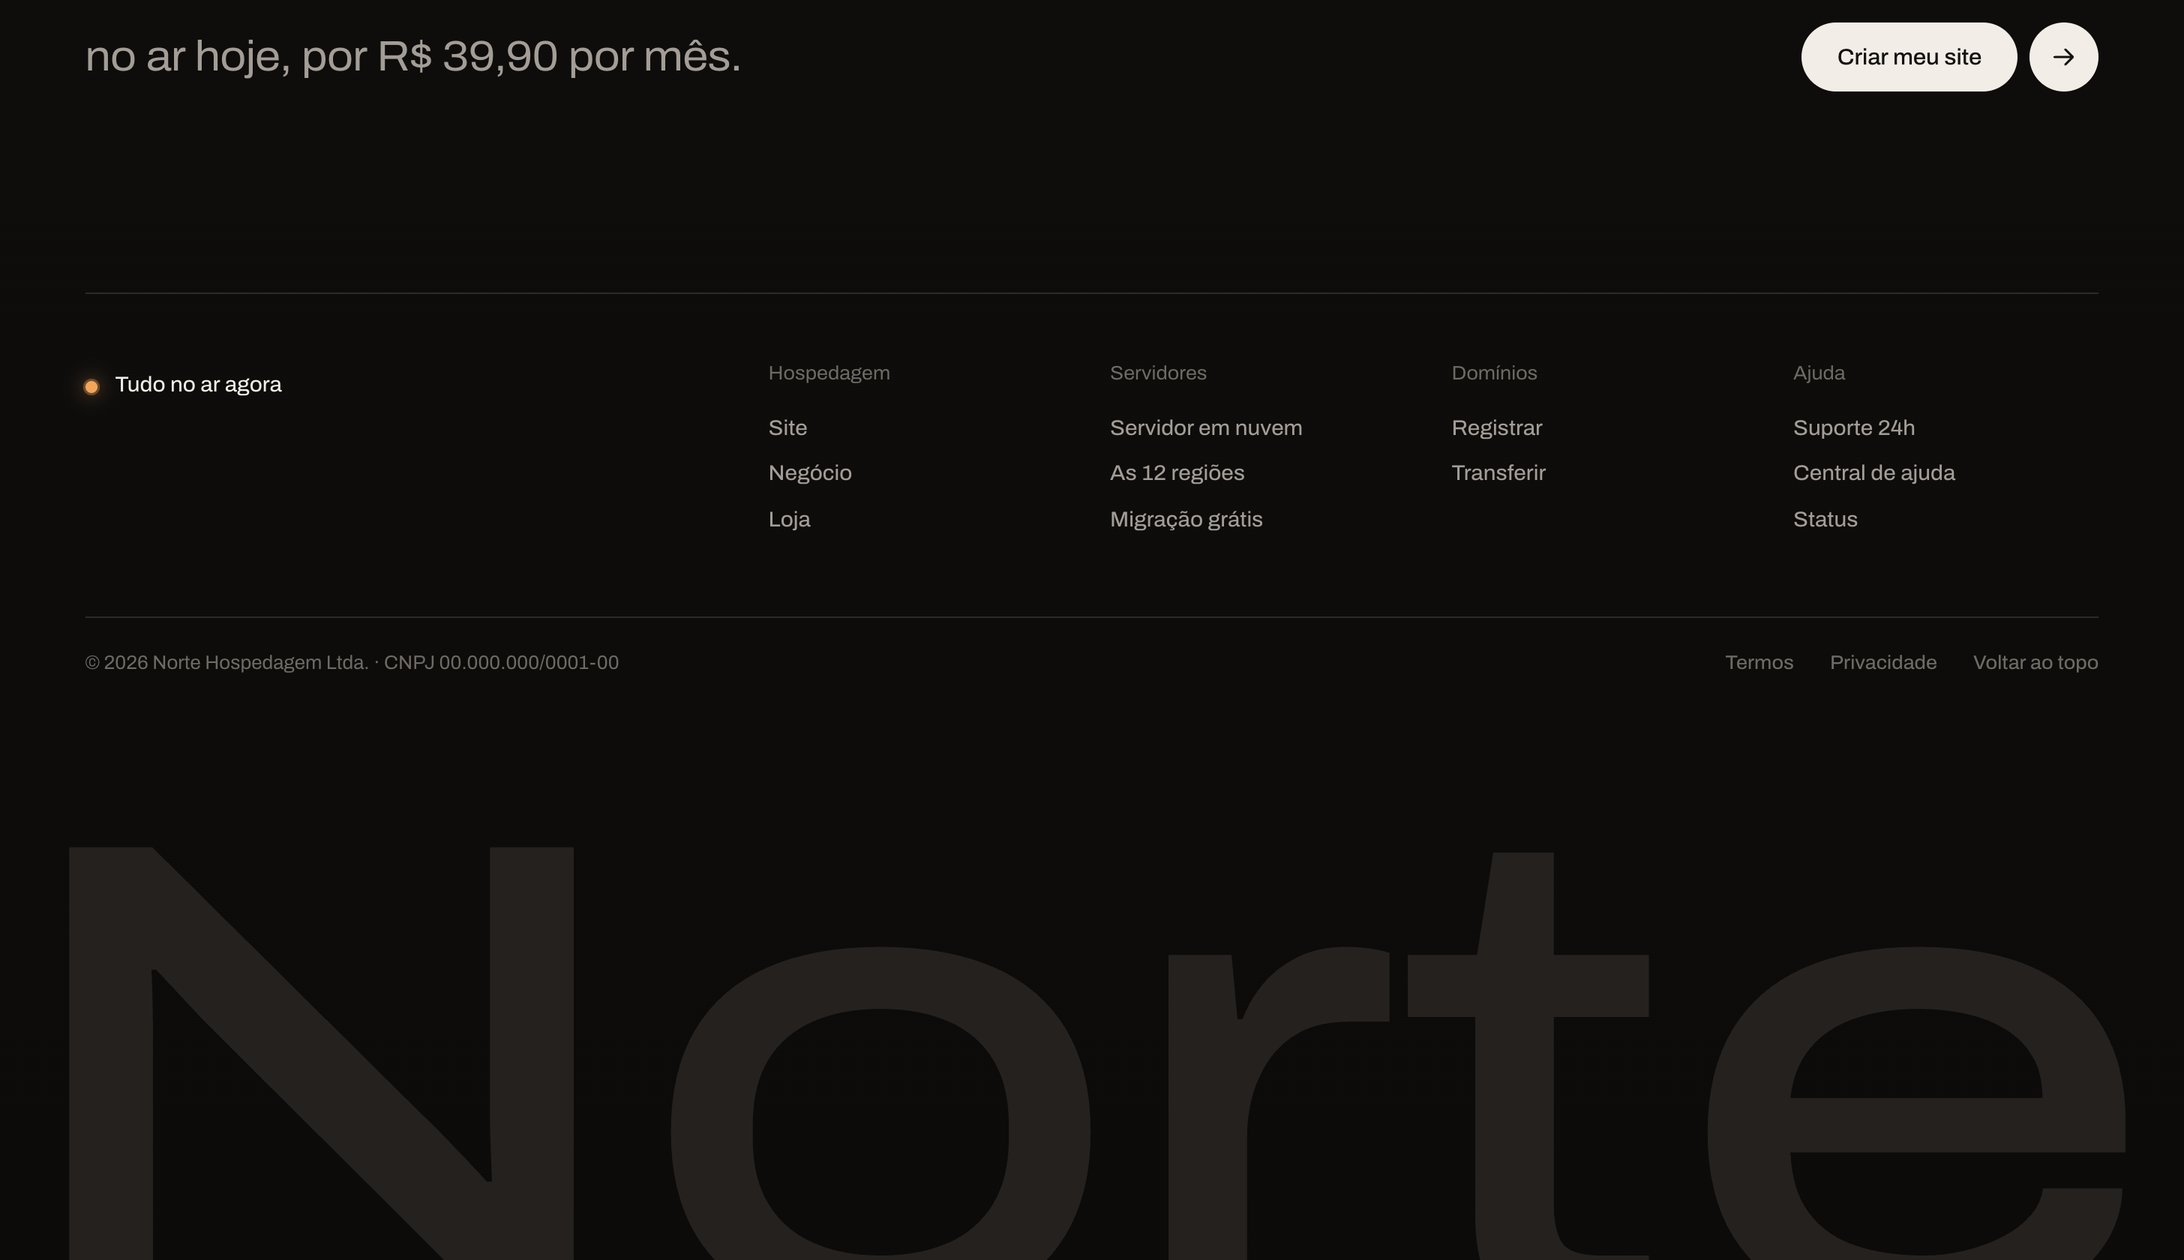 no ar hoje, por R$ 39,90 por mês.
Criar meu site
Tudo no ar agora
Hospedagem
Site
Negócio
Loja
Servidores
Servidor em nuvem
As 12 regiões
Migração grátis
Domínios
Registrar
Transferir
Ajuda
Suporte 24h
Central de ajuda
Status
© 2026 Norte Hospedagem Ltda. · CNPJ 00.000.000/0001-00
Termos
Privacidade
Voltar ao topo
Norte